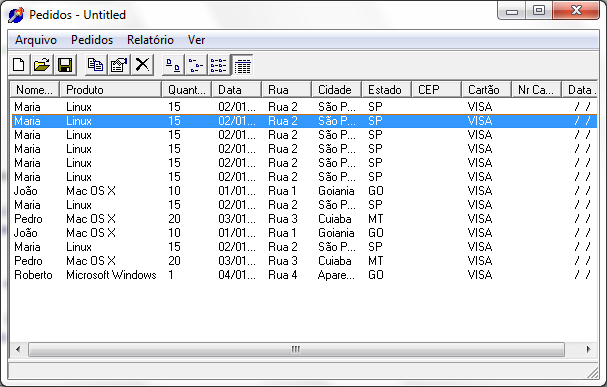 Pedidos - Untitled
Arquivo Pedidos Relatório Ver
Nome... Produto Quant... Data Rua Cidade Estado CEP Cartão Nr Ca... Data .
Maria Linux 15 02/01... Rua 2 São P... SP VISA / /
Maria Linux 15 02/01... Rua 2 São P... SP VISA / /
Maria Linux 15 02/01... Rua 2 São P... SP VISA / /
Maria Linux 15 02/01... Rua 2 São P... SP VISA / /
Maria Linux 15 02/01... Rua 2 São P... SP VISA / /
Maria Linux 15 02/01... Rua 2 São P... SP VISA / /
João Mac OS X 10 01/01... Rua 1 Goiania GO VISA / /
Maria Linux 15 02/01... Rua 2 São P... SP VISA / /
Pedro Mac OS X 20 03/01... Rua 3 Cuiaba MT VISA / /
João Mac OS X 10 01/01... Rua 1 Goiania GO VISA / /
Maria Linux 15 02/01... Rua 2 São P... SP VISA / /
Pedro Mac OS X 20 03/01... Rua 3 Cuiaba MT VISA / /
Roberto Microsoft Windows 1 04/01... Rua 4 Apare... GO VISA / /